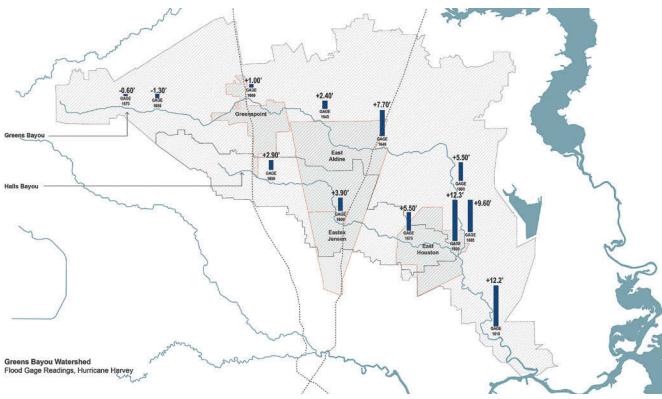 -0.60'
GAGE
-1.30'
GAGE
+1.00'
GAGE
+2.40'
GAGE
+7.70'
GAGE
Greenspoint
Greens Bayou
East
Aldine
+2.90'
GAGE
Halls Bayou
+5.50'
GAGE
+12.3'
GAGE
+9.60'
GAGE
+3.90'
GAGE
+5.50'
GAGE
Eastex
Jensen
East
Houston
+12.2'
GAGE
Greens Bayou Watershed
Flood Gage Readings, Hurricane Harvey